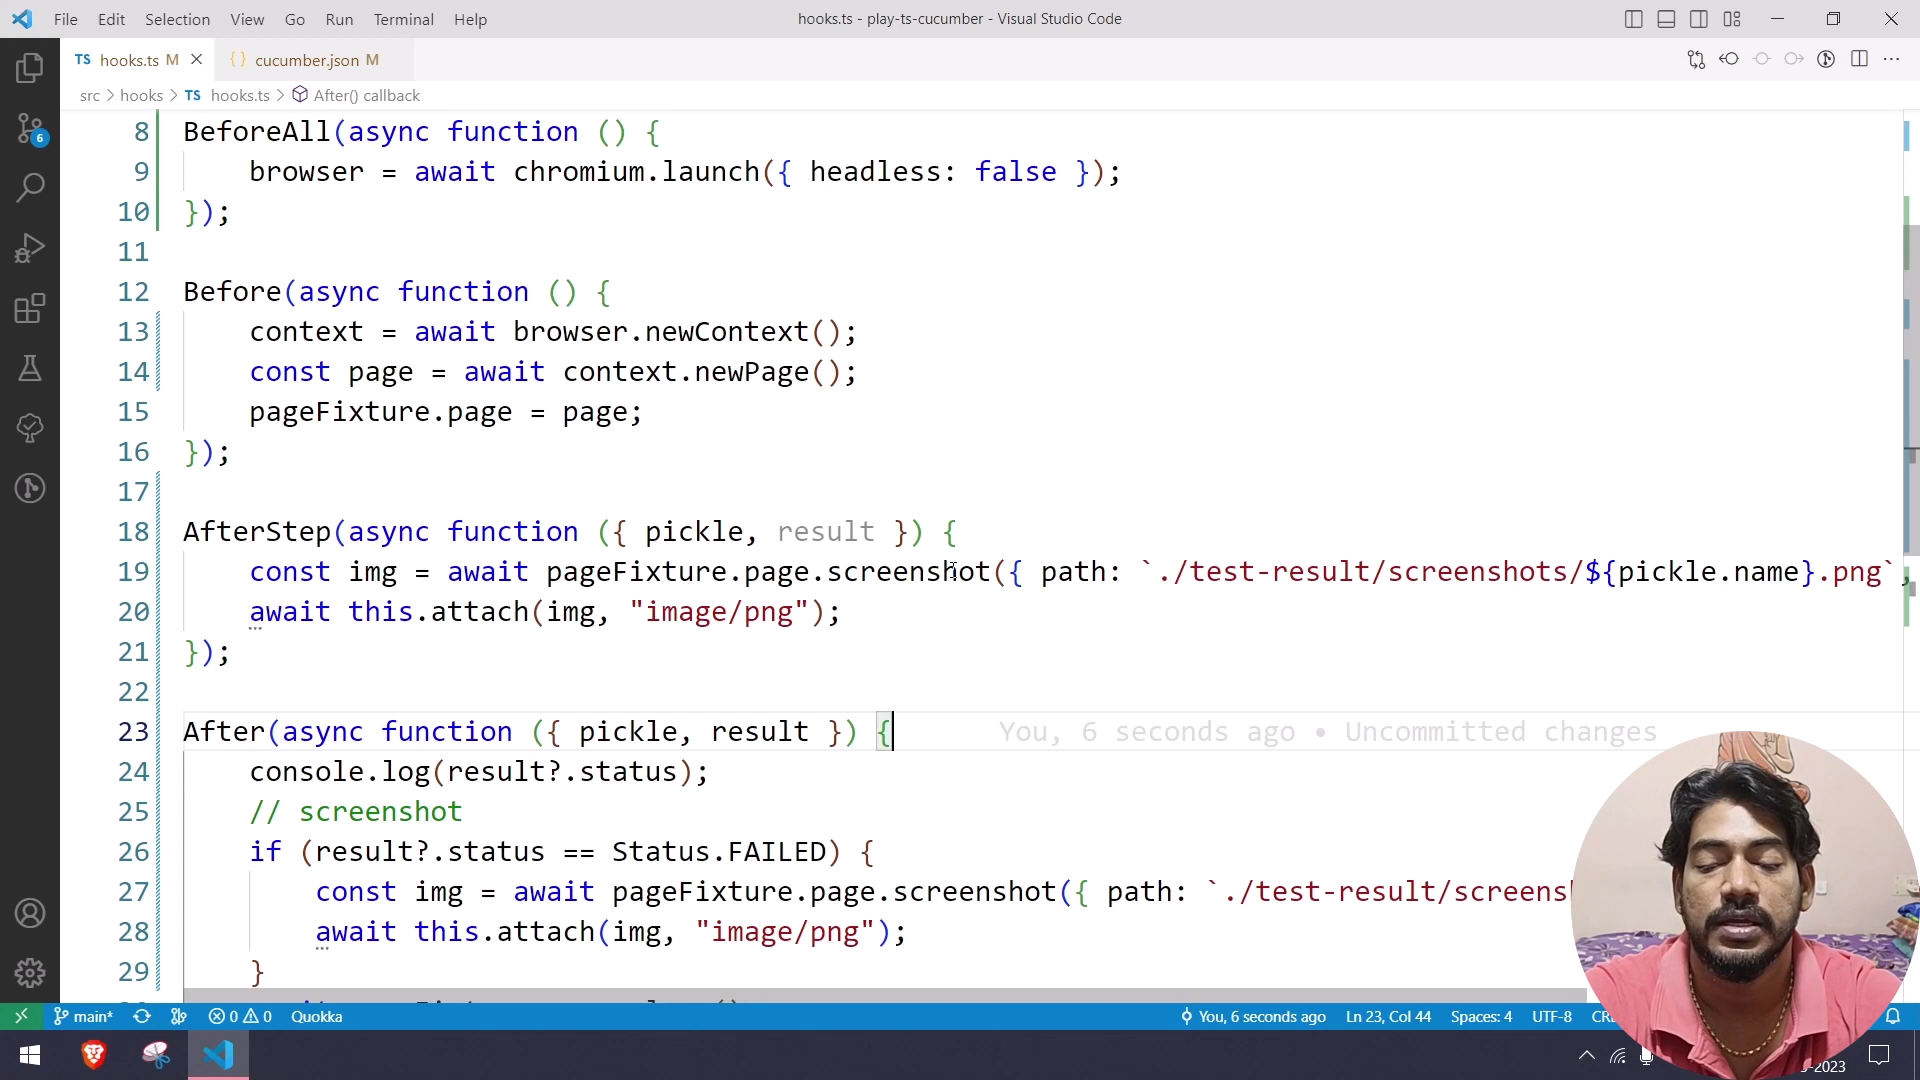 File Edit Selection View Go Run Terminal Help
hooks.ts - play-ts-cucumber - Visual Studio Code
TS hooks.ts M
{} cucumber.json M
src > hooks > TS hooks.ts > After() callback
8 BeforeAll(async function () {
9 browser = await chromium.launch({ headless: false });
10 });
11
12 Before(async function () {
13 context = await browser.newContext();
14 const page = await context.newPage();
15 pageFixture.page = page;
16 });
17
18 AfterStep(async function ({ pickle, result }) {
19 const img = await pageFixture.page.screenshot({ path: `./test-result/screenshots/${pickle.name}.png`,
20 await this.attach(img, "image/png");
21 });
22
23 After(async function ({ pickle, result }) { You, 6 seconds ago • Uncommitted changes
24 console.log(result?.status);
25 // screenshot
26 if (result?.status == Status.FAILED) {
27 const img = await pageFixture.page.screenshot({ path: `./test-result/screens
28 await this.attach(img, "image/png");
29 }
6
main* 0 0 Quokka You, 6 seconds ago Ln 23, Col 44 Spaces: 4 UTF-8
-2023